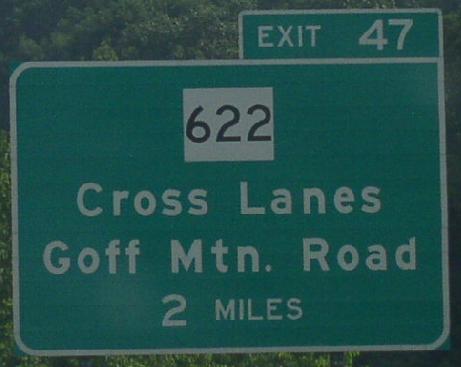 EXIT 47
622
Cross Lanes
Goff Mtn. Road
2 MILES